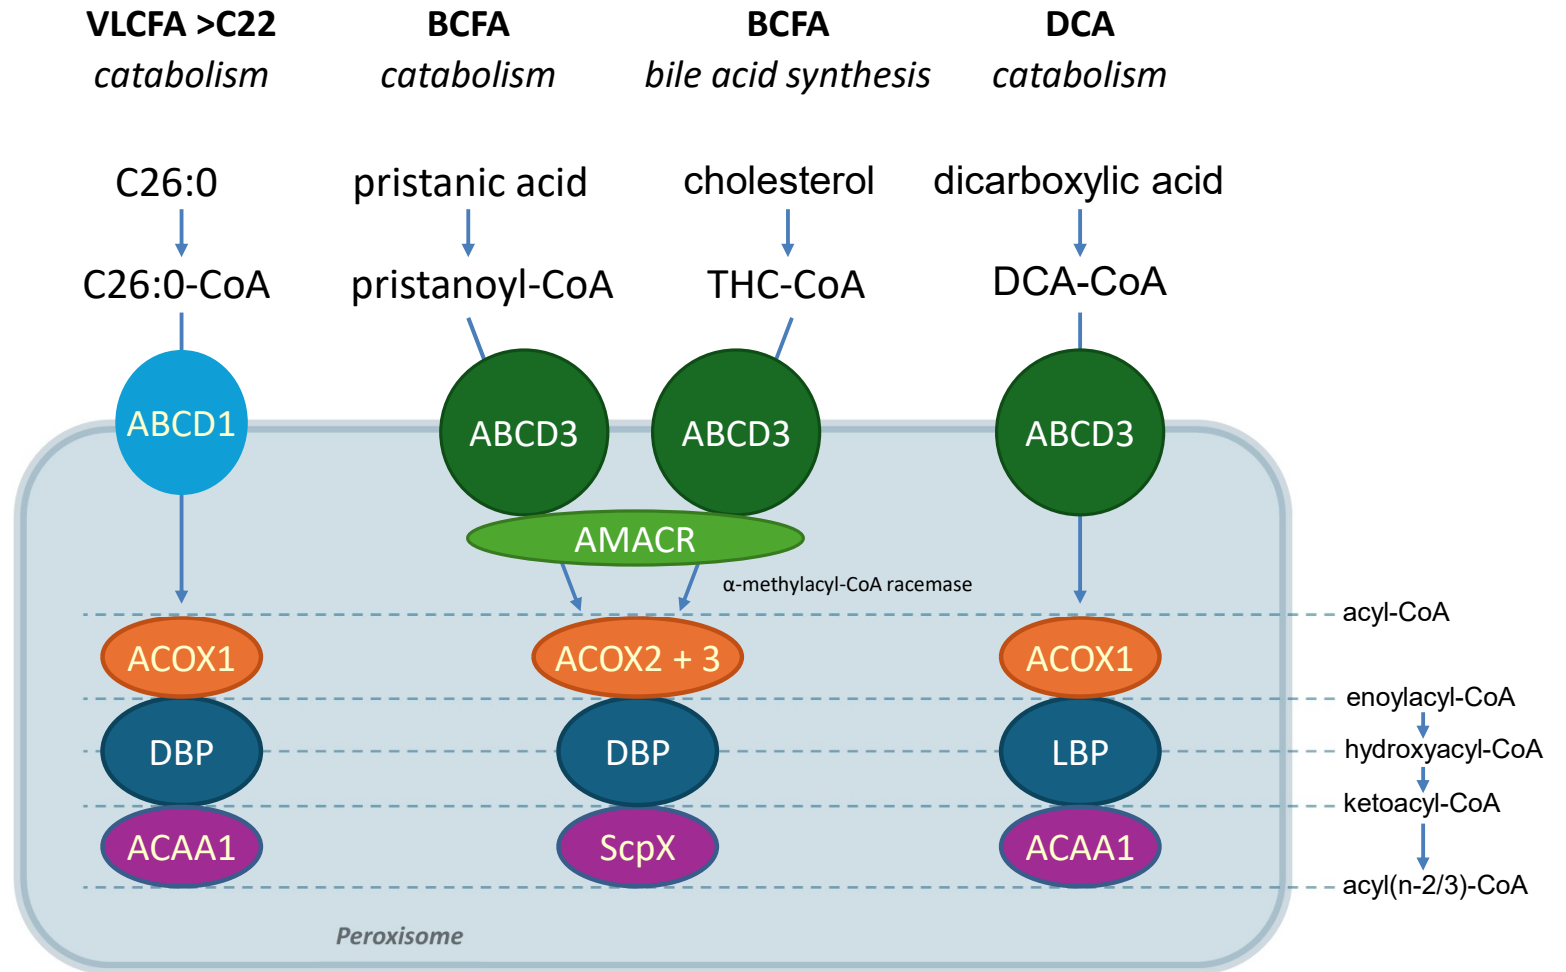 VLCFA >C22
catabolism
BCFA
catabolism
BCFA
bile acid synthesis
DCA
catabolism
C26:0
pristanic acid
cholesterol
dicarboxylic acid
C26:0-CoA
pristanoyl-CoA
THC-CoA
DCA-CoA
ABCD1
ABCD3
ABCD3
ABCD3
AMACR
α-methylacyl-CoA racemase
acyl-CoA
ACOX1
ACOX2 + 3
ACOX1
enoylacyl-CoA
DBP
DBP
LBP
hydroxyacyl-CoA
ketoacyl-CoA
ACAA1
ScpX
ACAA1
acyl(n-2/3)-CoA
Peroxisome